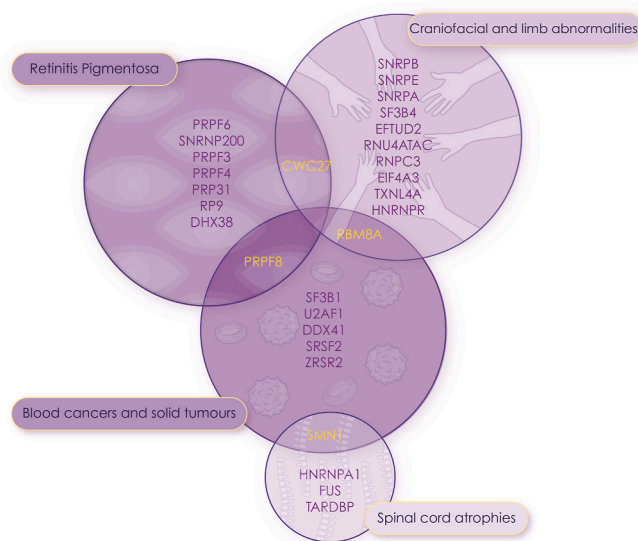 Craniofacial and limb abnormalities
Retinitis Pigmentosa
SNRPB
SNRPE
SNRPA
SF3B4
EFTUD2
RNU4ATAC
RNPC3
EIF4A3
TXNL4A
HNRNPR
PRPF6
SNRNP200
PRPF3
PRPF4
PRP31
RP9
DHX38
CWC27
RBM8A
PRPF8
SF3B1
U2AF1
DDX41
SRSF2
ZRSR2
Blood cancers and solid tumours
SMN1
HNRNPA1
FUS
TARDBP
Spinal cord atrophies